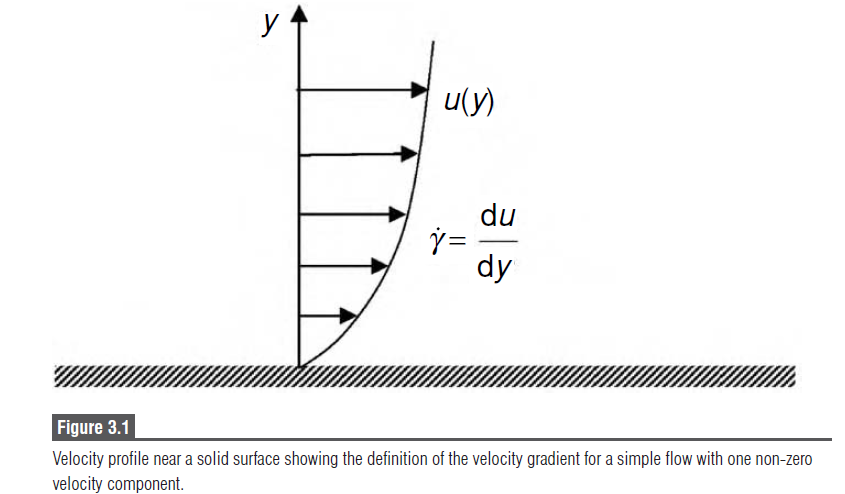 y
u(y)
γ̇ = du/dy
Figure 3.1
Velocity profile near a solid surface showing the definition of the velocity gradient for a simple flow with one non-zero
velocity component.